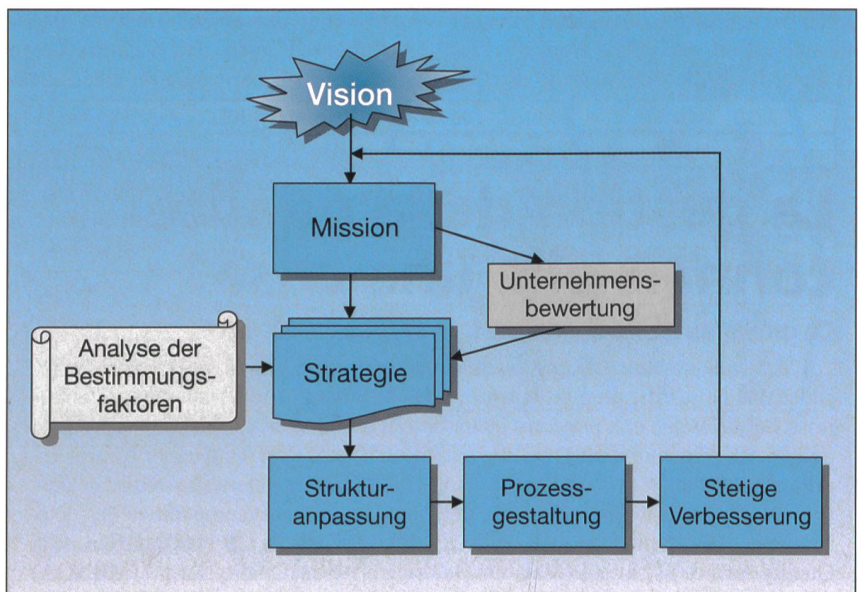 Vision
Mission
Unternehmens-
bewertung
Analyse der
Bestimmungs-
faktoren
Strategie
Struktur-
anpassung
Prozess-
gestaltung
Stetige
Verbesserung